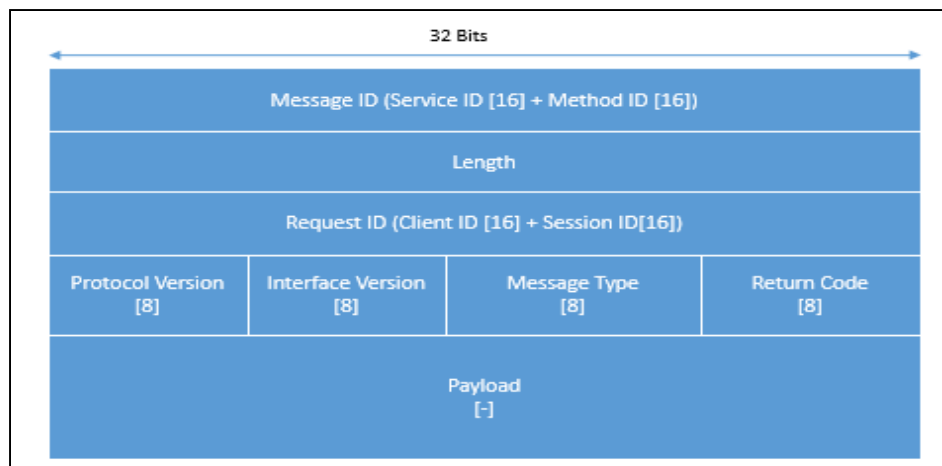 32 Bits
Message ID (Service ID [16] + Method ID [16])
Length
Request ID (Client ID [16] + Session ID[16])
Protocol Version
[8]
Interface Version
[8]
Message Type
[8]
Return Code
[8]
Payload
[-]